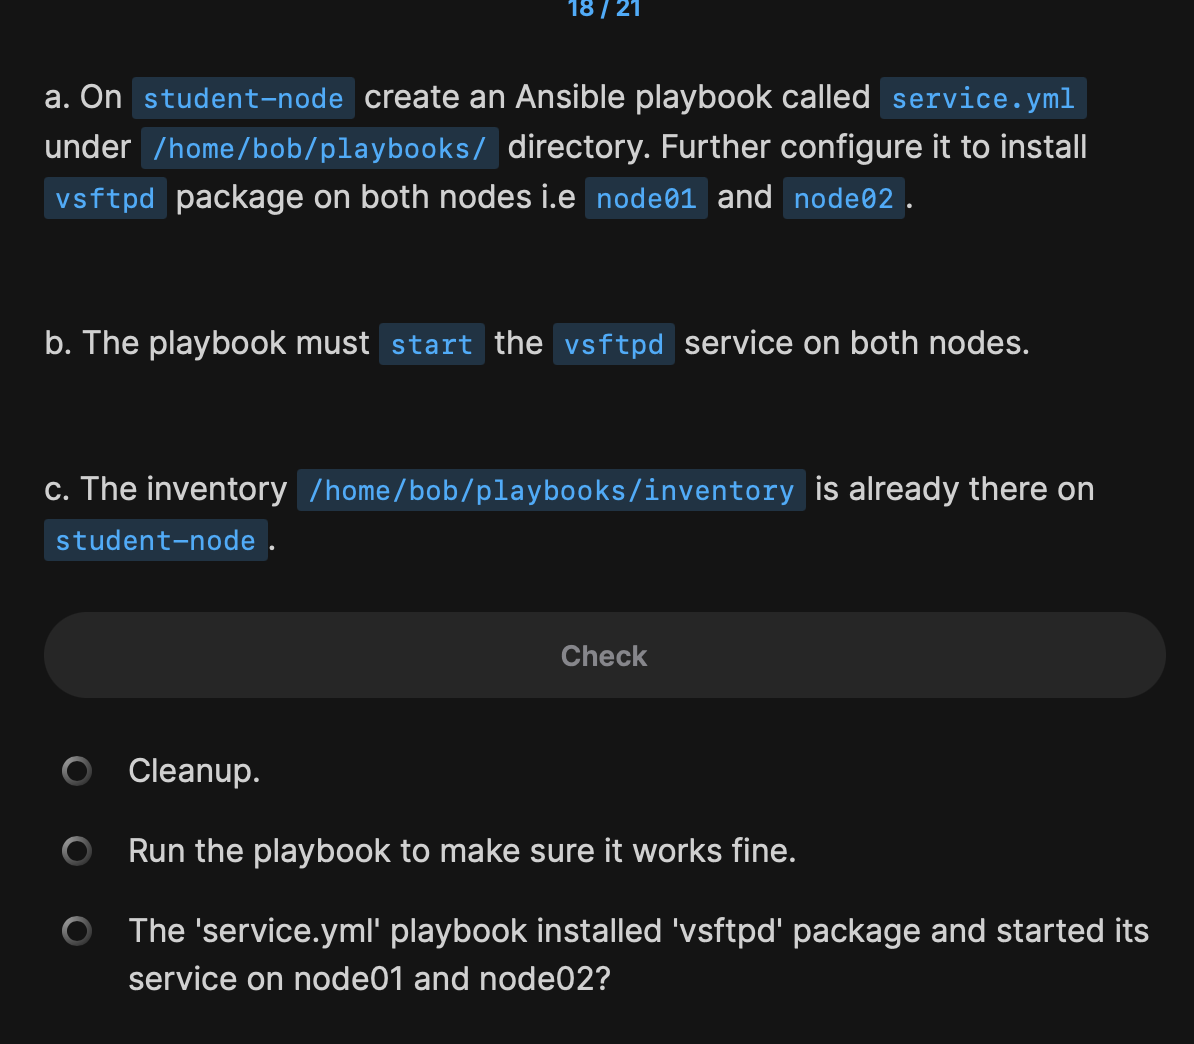 18 / 21
a. On student-node create an Ansible playbook called service.yml
under /home/bob/playbooks/ directory. Further configure it to install
vsftpd package on both nodes i.e node01 and node02.
b. The playbook must start the vsftpd service on both nodes.
c. The inventory /home/bob/playbooks/inventory is already there on
student-node.
Check
Cleanup.
Run the playbook to make sure it works fine.
The 'service.yml' playbook installed 'vsftpd' package and started its
service on node01 and node02?